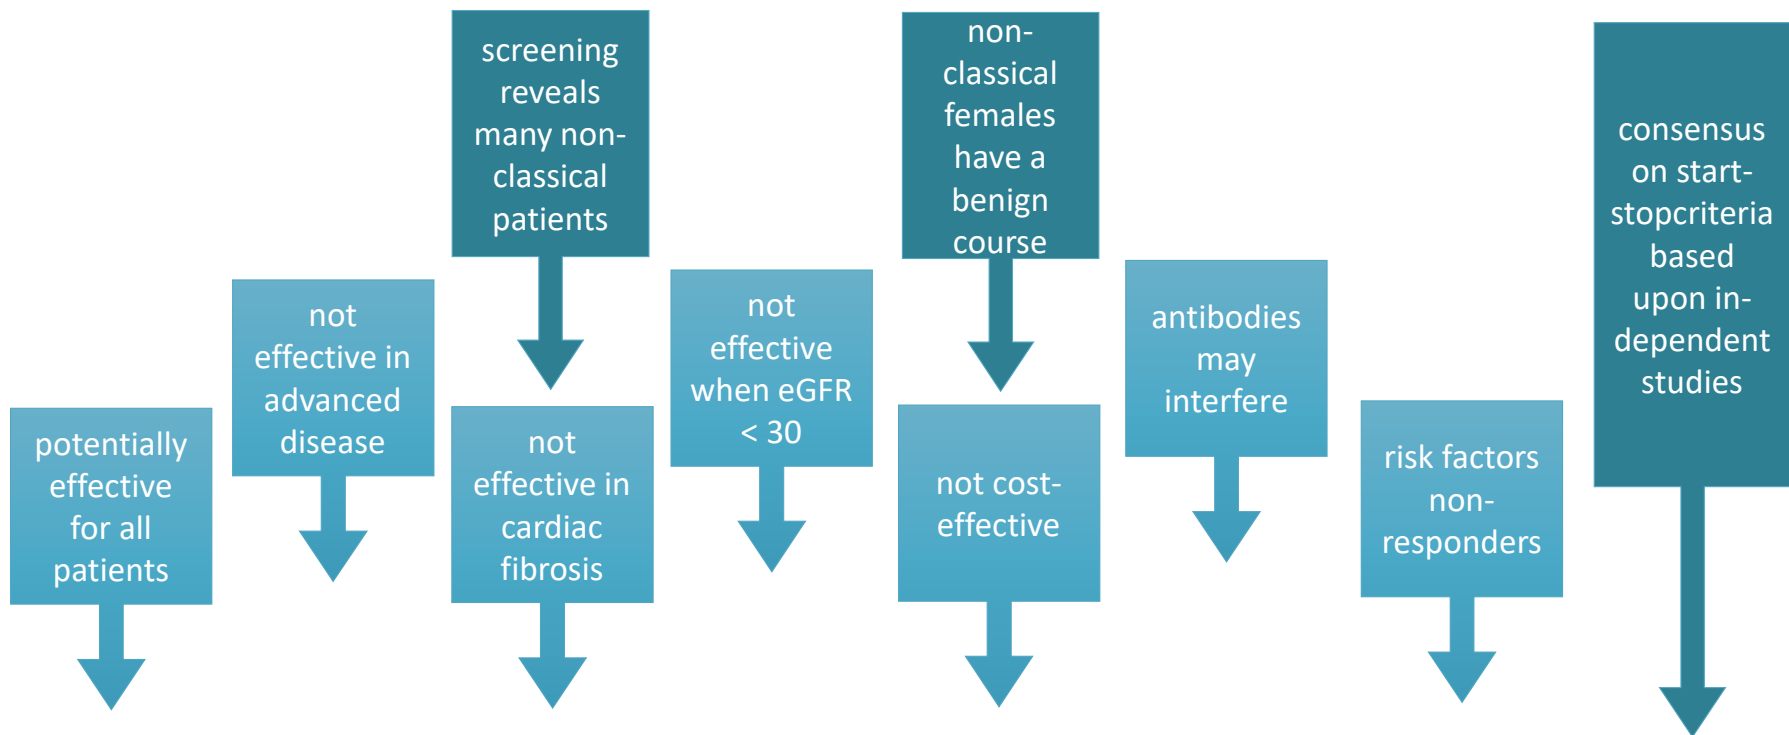 potentially
effective
for all
patients
not
effective in
advanced
disease
screening
reveals
many non-
classical
patients
not
effective in
cardiac
fibrosis
not
effective
when eGFR
< 30
non-
classical
females
have a
benign
course
not cost-
effective
antibodies
may
interfere
risk factors
non-
responders
consensus
on start-
stopcriteria
based
upon in-
dependent
studies